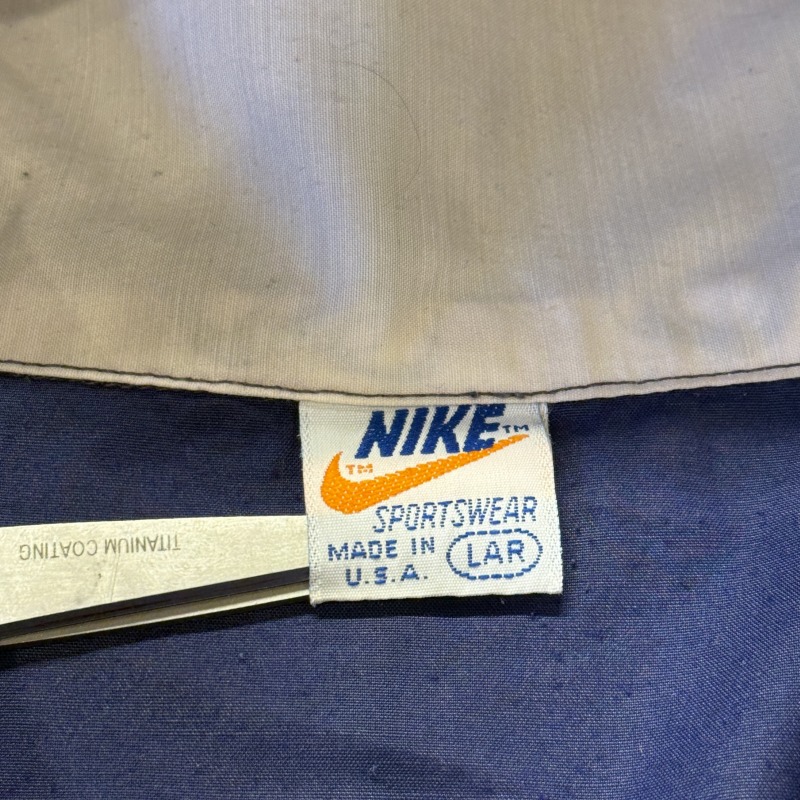 NIKE™
™
SPORTSWEAR
MADE IN
U.S.A.
LAR
TITANIUM COATING